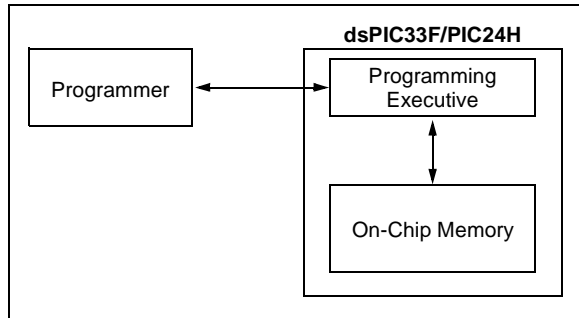 dsPIC33F/PIC24H
Programmer
Programming
Executive
On-Chip Memory